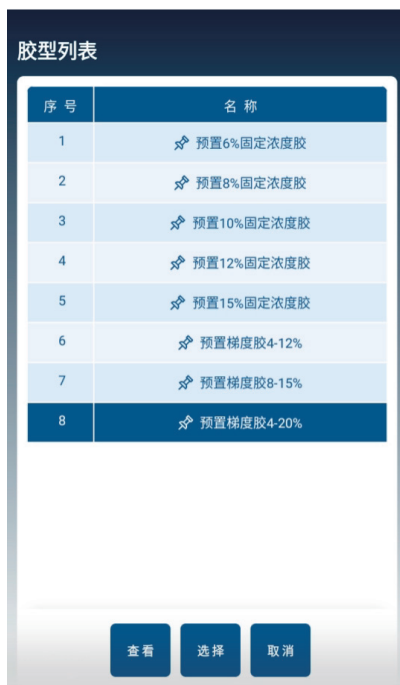 胶型列表
序号 名称
1 预置6%固定浓度胶
2 预置8%固定浓度胶
3 预置10%固定浓度胶
4 预置12%固定浓度胶
5 预置15%固定浓度胶
6 预置梯度胶4-12%
7 预置梯度胶8-15%
8 预置梯度胶4-20%
查看 选择 取消